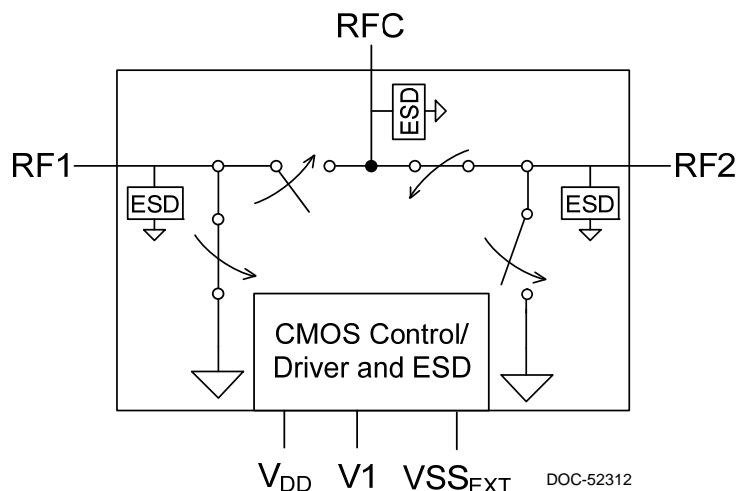 RFC
ESD
RF1
RF2
ESD
ESD
CMOS Control/
Driver and ESD
VDD
V1
VSSEXT
DOC-52312